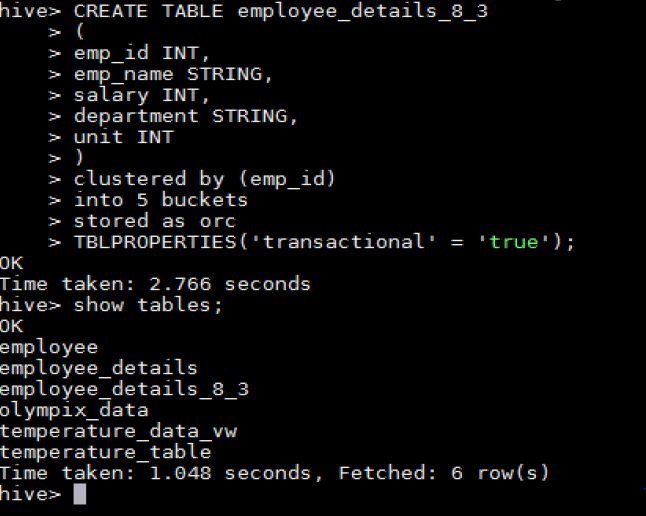 hive> CREATE TABLE employee_details_8_3
> (
> emp_id INT,
> emp_name STRING,
> salary INT,
> department STRING,
> unit INT
> )
> clustered by (emp_id)
> into 5 buckets
> stored as orc
> TBLPROPERTIES('transactional' = 'true');
OK
Time taken: 2.766 seconds
hive> show tables;
OK
employee
employee_details
employee_details_8_3
olympix_data
temperature_data_vw
temperature_table
Time taken: 1.048 seconds, Fetched: 6 row(s)
hive>